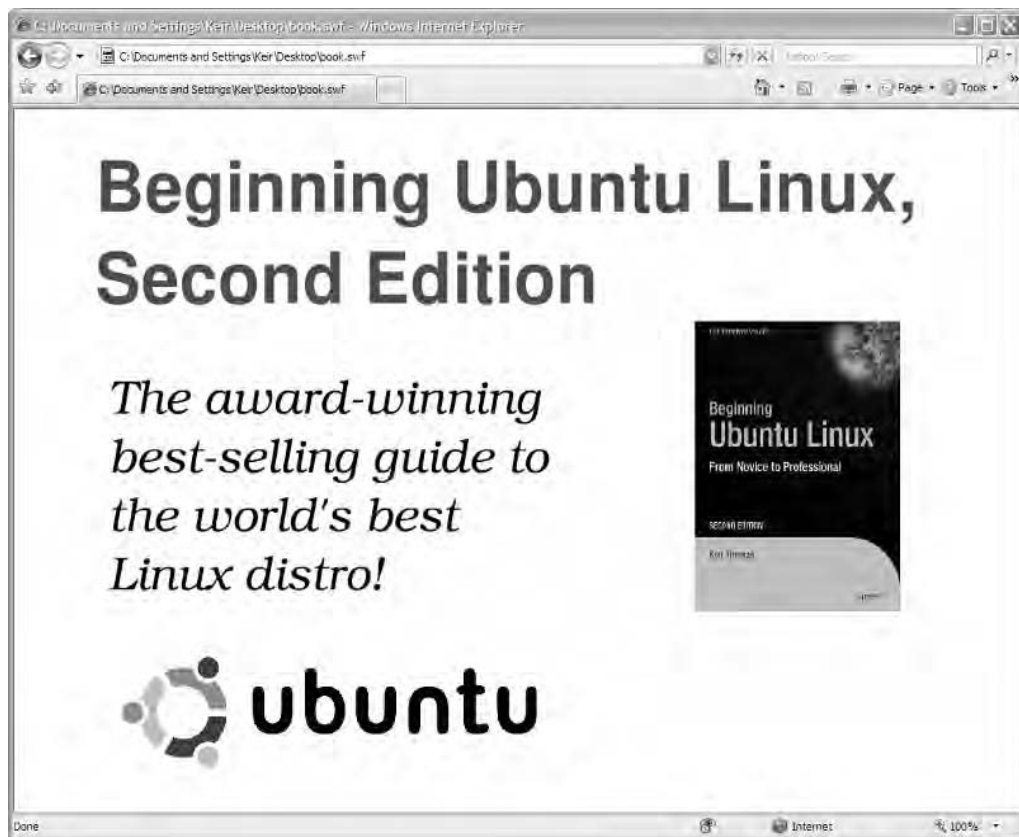 C:\Documents and Settings\Keir\Desktop\book.swf - Windows Internet Explorer
C:\Documents and Settings\Keir\Desktop\book.swf
C:\Documents and Settings\Keir\Desktop\book.swf
Page
Tools
Beginning Ubuntu Linux,
Second Edition
The award-winning
best-selling guide to
the world's best
Linux distro!
Beginning
Ubuntu Linux
From Novice to Professional
SECOND EDITION
Keir Thomas
ubuntu
Done
Internet
100%